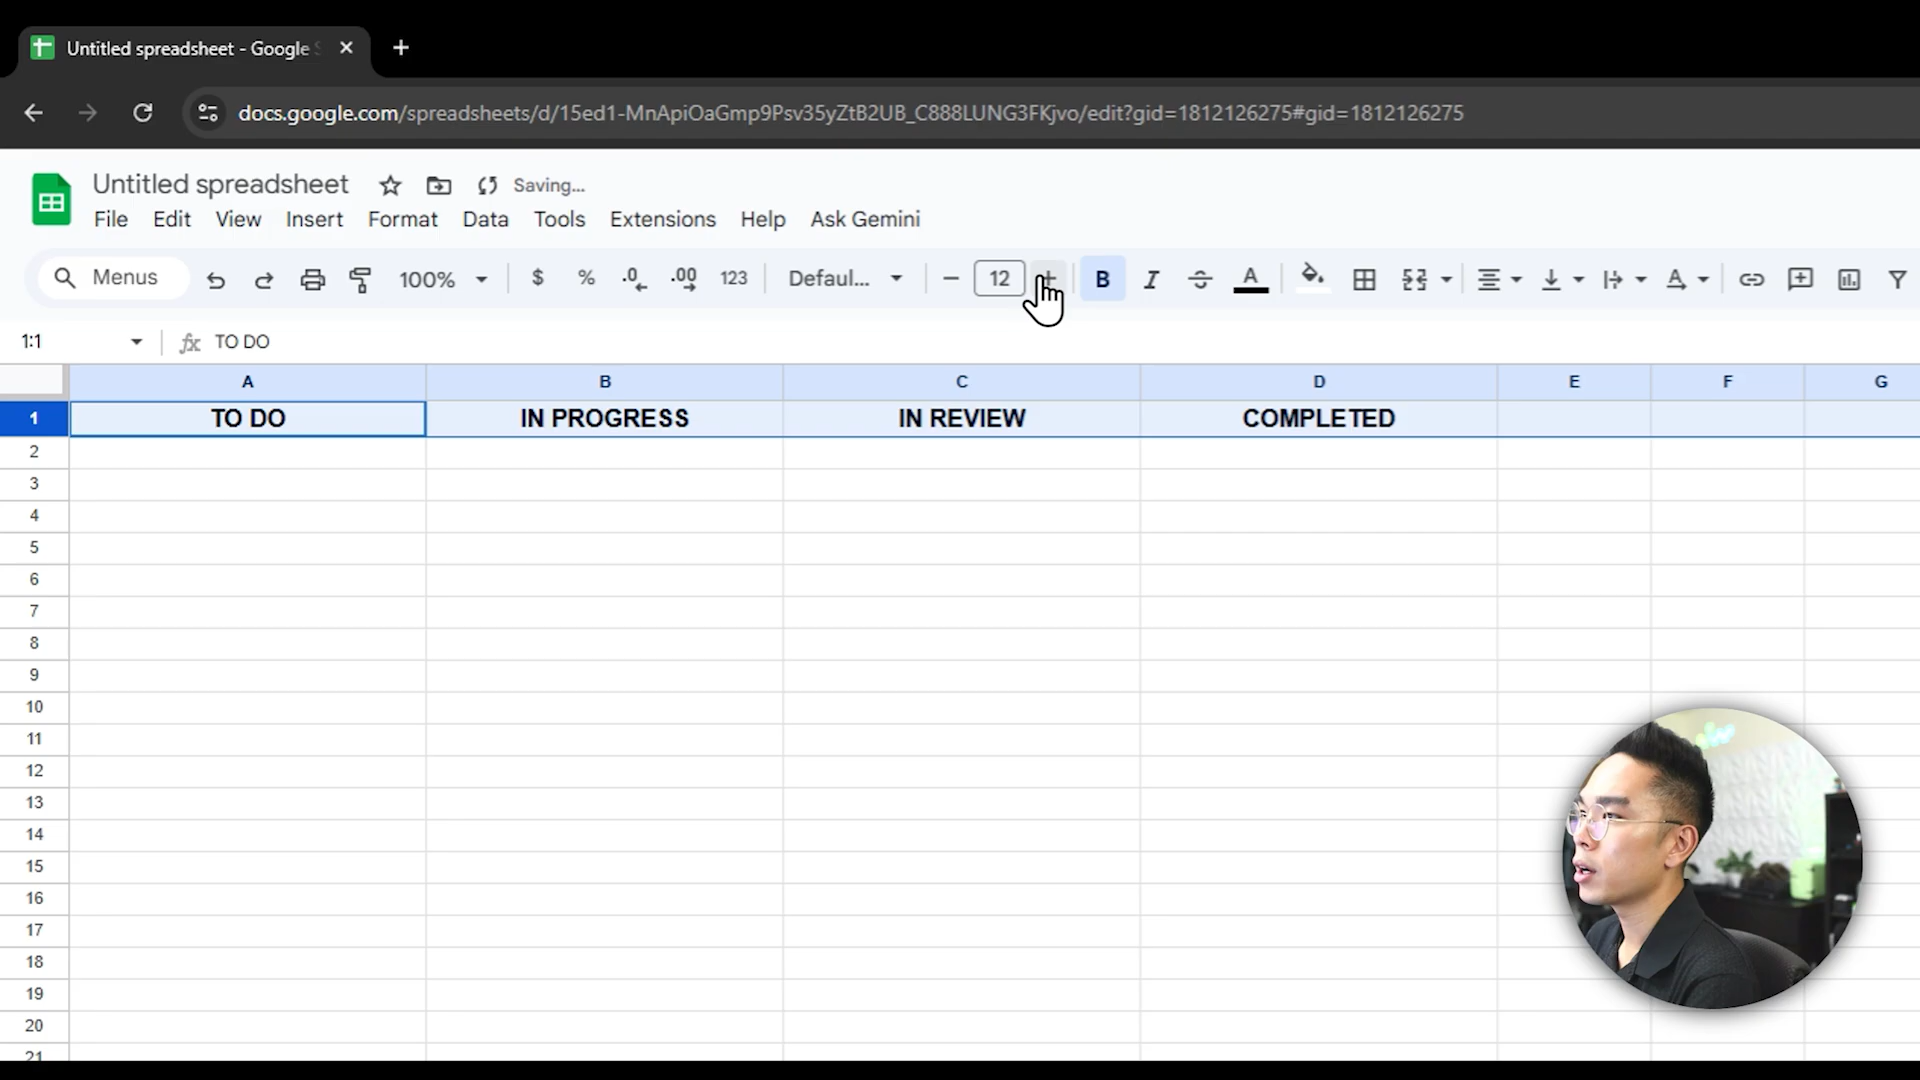 Untitled spreadsheet - Google
docs.google.com/spreadsheets/d/15ed1-MnApiOaGmp9Psv35yZtB2UB_C888LUNG3FKjvo/edit?gid=1812126275#gid=1812126275
Untitled spreadsheet Saving...
File Edit View Insert Format Data Tools Extensions Help Ask Gemini
Menus 100% $ % .0 .00 123 Defaul... 12 B I S A A
1:1 fx TO DO
A B C D E F G
1 TO DO IN PROGRESS IN REVIEW COMPLETED
2
3
4
5
6
7
8
9
10
11
12
13
14
15
16
17
18
19
20
21